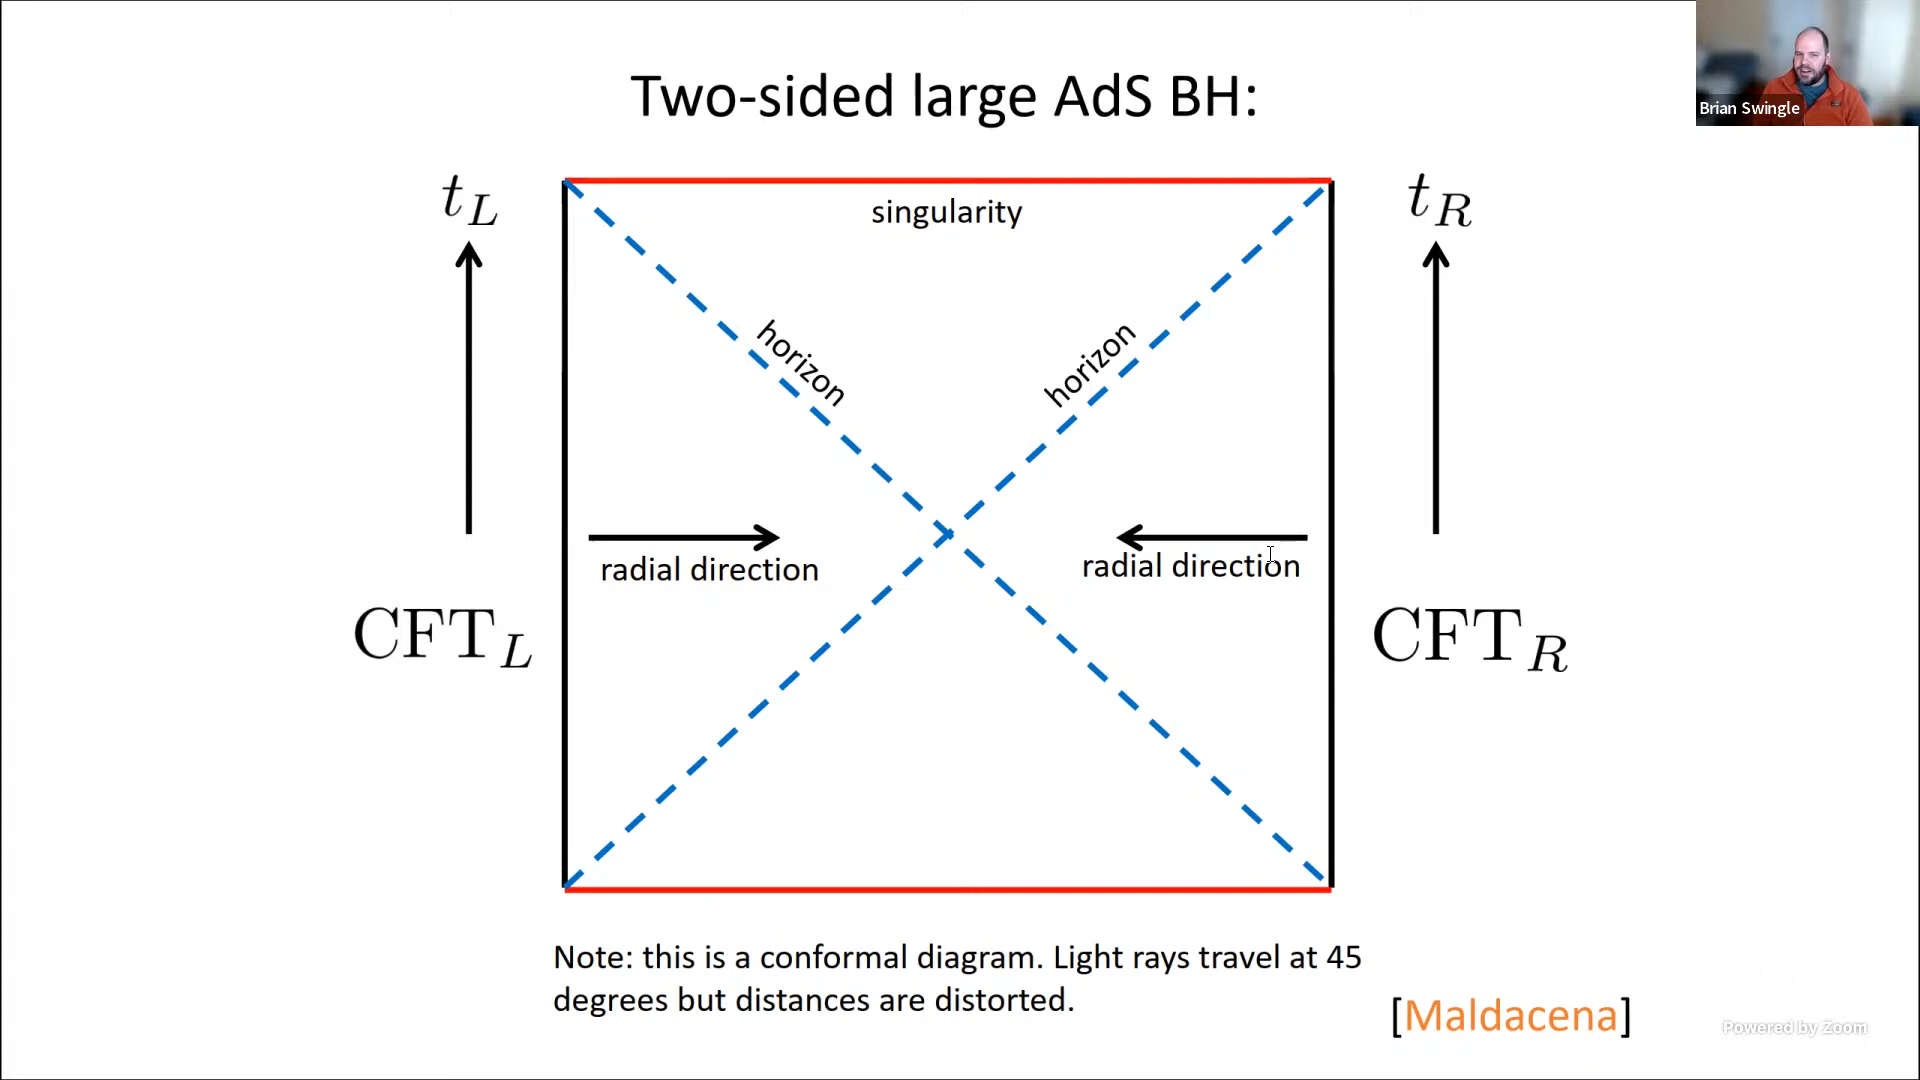 Two-sided large AdS BH:
Brian Swingle
t_L
t_R
singularity
horizon
horizon
radial direction
radial direction
CFT_L
CFT_R
Note: this is a conformal diagram. Light rays travel at 45
degrees but distances are distorted.
[Maldacena]
Powered by Zoom